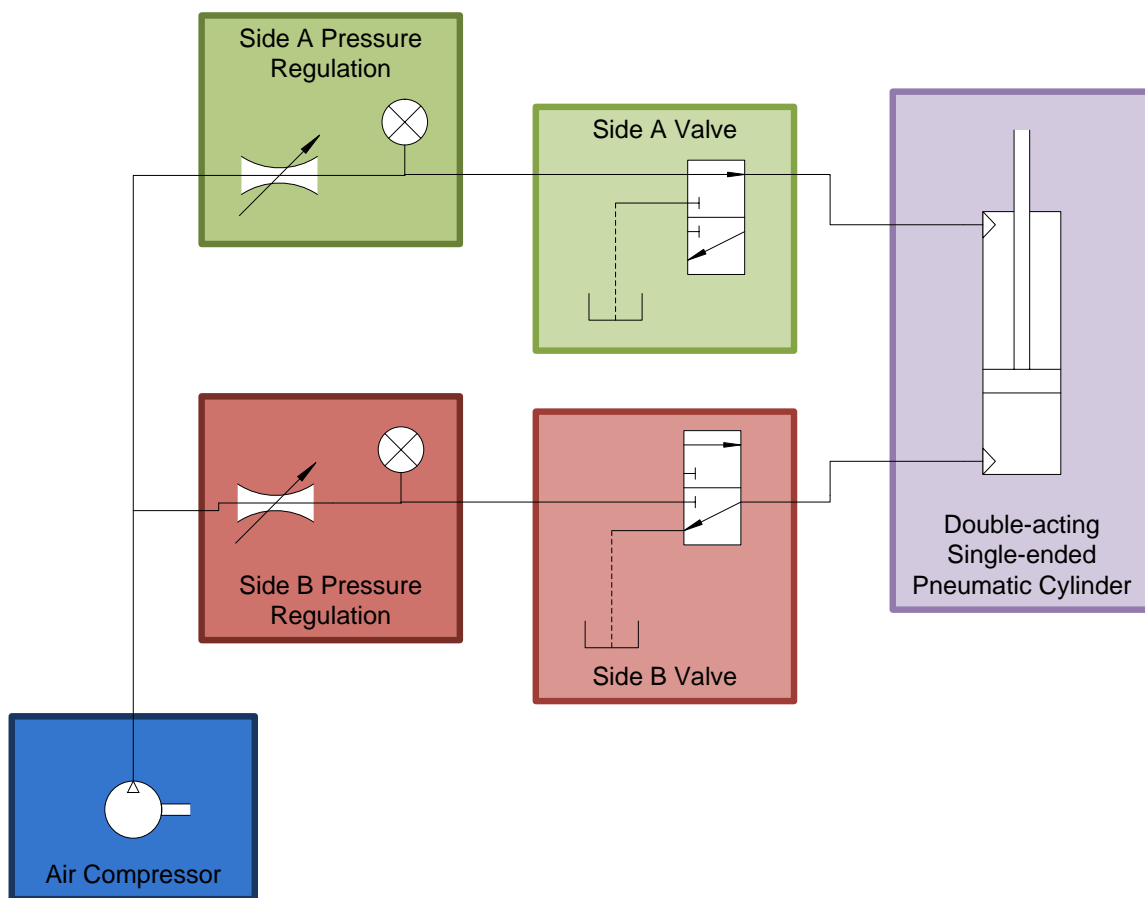 Side A Pressure
Regulation
Side A Valve
Double-acting
Single-ended
Pneumatic Cylinder
Side B Pressure
Regulation
Side B Valve
Air Compressor